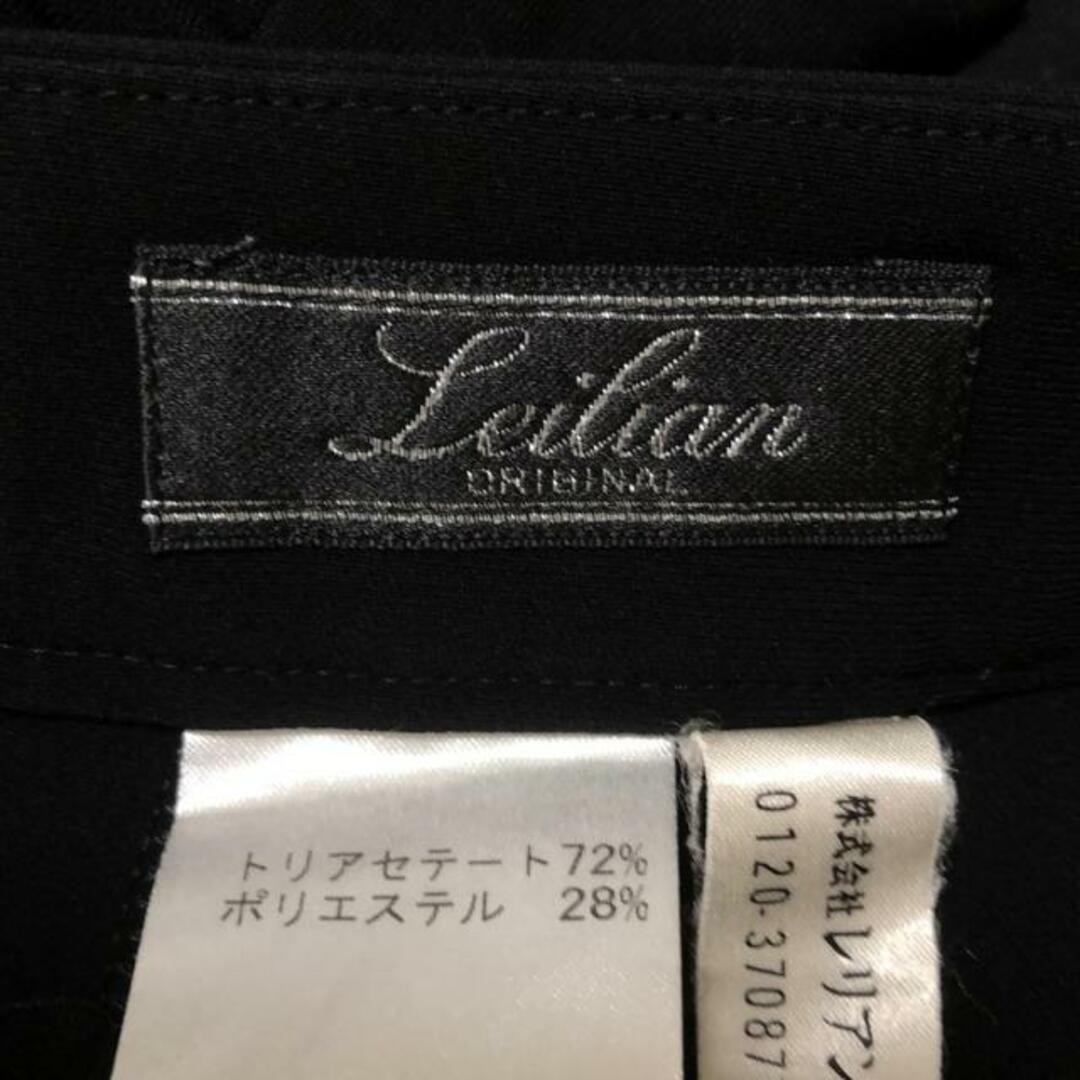 Leilian
ORIGINAL
トリアセテート72%
ポリエステル 28%
株式会社レリアン
0120-37087